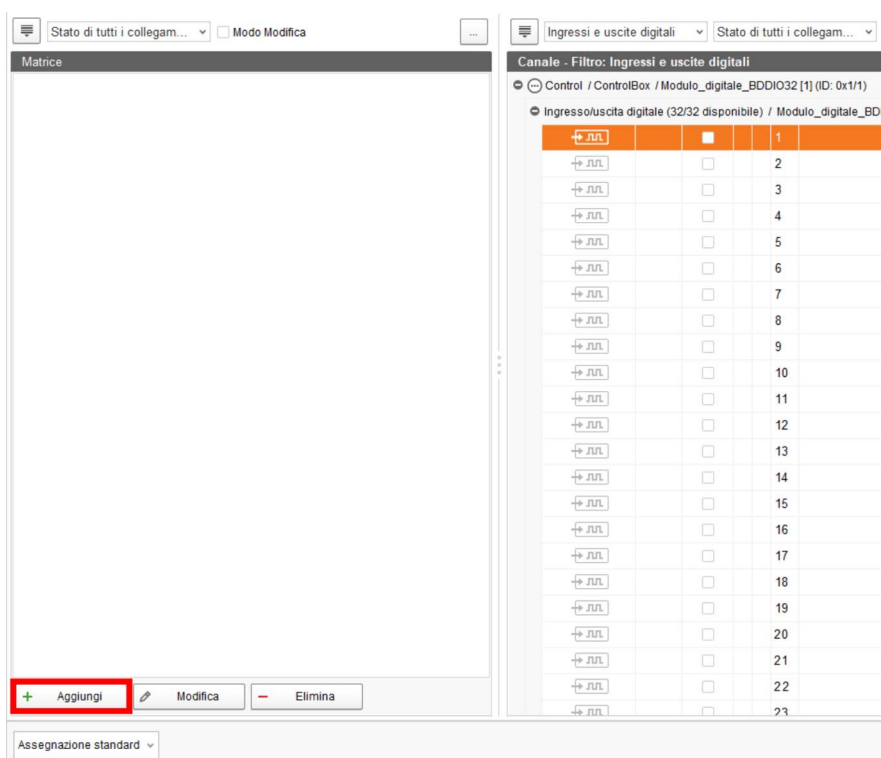 Stato di tutti i collegam... Modo Modifica ...
Matrice
Aggiungi Modifica Elimina
Assegnazione standard
Ingressi e uscite digitali Stato di tutti i collegam...
Canale - Filtro: Ingressi e uscite digitali
Control / ControlBox / Modulo_digitale_BDDIO32 [1] (ID: 0x1/1)
Ingresso/uscita digitale (32/32 disponibile) / Modulo_digitale_BD
1
2
3
4
5
6
7
8
9
10
11
12
13
14
15
16
17
18
19
20
21
22
23